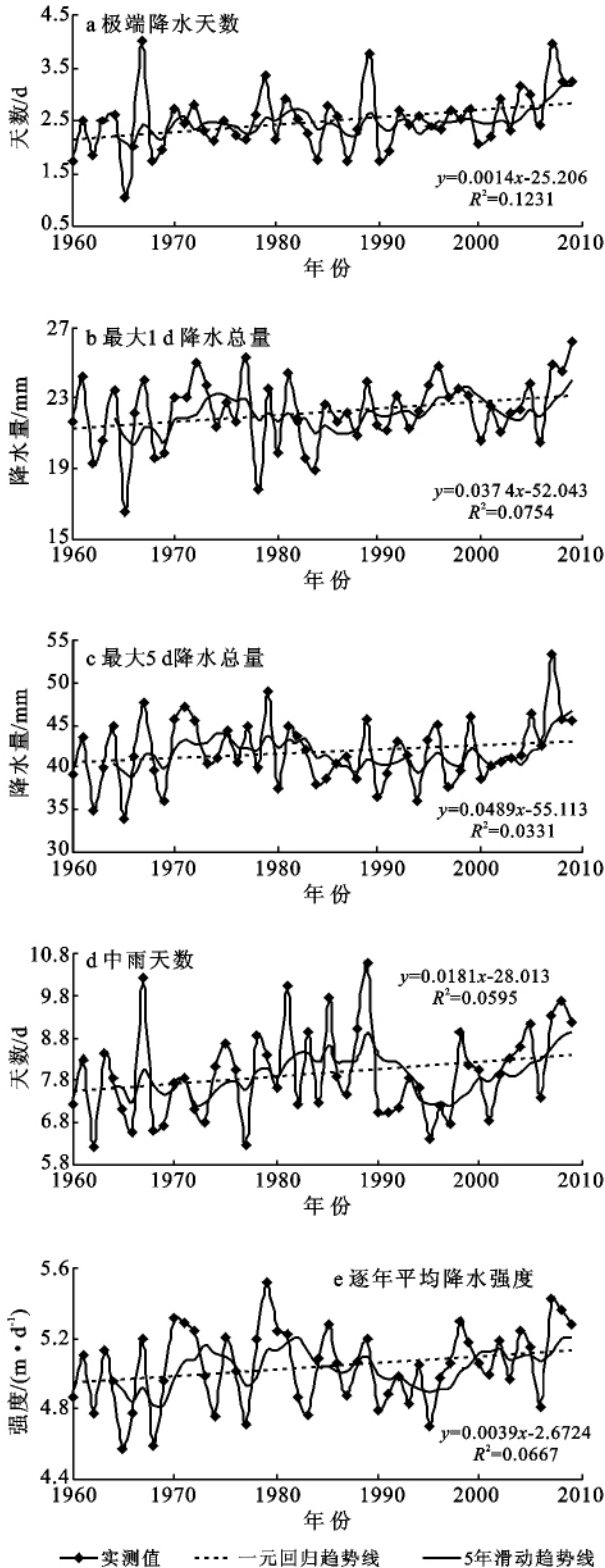 a 极端降水天数
4.5
3.5
2.5
1.5
0.5
天数/d
y=0.0014x-25.206
R²=0.1231
1960 1970 1980 1990 2000 2010
年份
b 最大1 d 降水总量
27
23
19
15
降水量/mm
y=0.0374x-52.043
R²=0.0754
1960 1970 1980 1990 2000 2010
年份
c 最大5 d降水总量
55
50
45
40
35
30
降水量/mm
y=0.0489x-55.113
R²=0.0331
1960 1970 1980 1990 2000 2010
年份
d 中雨天数
10.8
9.8
8.8
7.8
6.8
5.8
天数/d
y=0.0181x-28.013
R²=0.0595
1960 1970 1980 1990 2000 2010
年份
e 逐年平均降水强度
5.6
5.2
4.8
4.4
强度/(m·d⁻¹)
y=0.0039x-2.6724
R²=0.0667
1960 1970 1980 1990 2000 2010
年份
实测值 一元回归趋势线 5年滑动趋势线